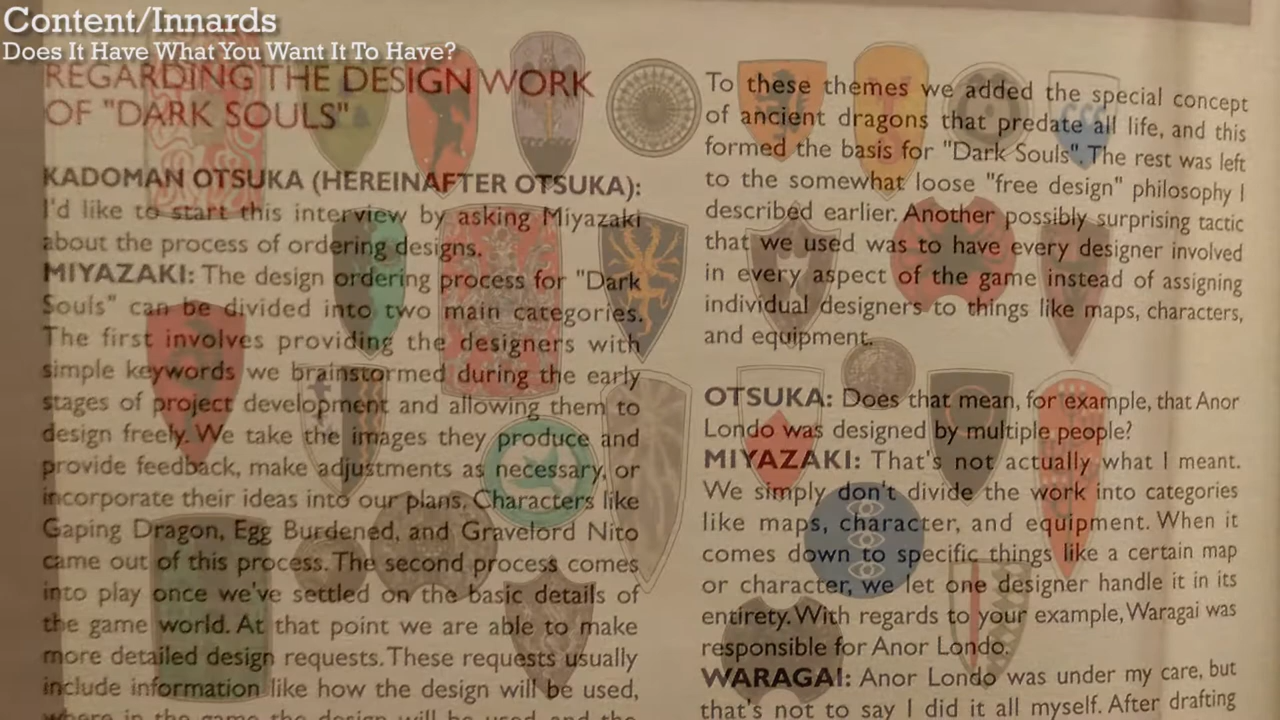 Content/Innards
Does It Have What You Want It To Have?
REGARDING THE DESIGN WORK
OF "DARK SOULS"
KADOMAN OTSUKA (HEREINAFTER OTSUKA):
I'd like to start this interview by asking Miyazaki
about the process of ordering designs.
MIYAZAKI: The design ordering process for "Dark
Souls" can be divided into two main categories.
The first involves providing the designers with
simple keywords we brainstormed during the early
stages of project development and allowing them to
design freely. We take the images they produce and
provide feedback, make adjustments as necessary, or
incorporate their ideas into our plans. Characters like
Gaping Dragon, Egg Burdened, and Gravelord Nito
came out of this process. The second process comes
into play once we've settled on the basic details of
the game world. At that point we are able to make
more detailed design requests. These requests usually
include information like how the design will be used,
where in the game the design will be used, and the
To these themes we added the special concept
of ancient dragons that predate all life, and this
formed the basis for "Dark Souls". The rest was left
to the somewhat loose "free design" philosophy I
described earlier. Another possibly surprising tactic
that we used was to have every designer involved
in every aspect of the game instead of assigning
individual designers to things like maps, characters,
and equipment.
OTSUKA: Does that mean, for example, that Anor
Londo was designed by multiple people?
MIYAZAKI: That's not actually what I meant.
We simply don't divide the work into categories
like maps, character, and equipment. When it
comes down to specific things like a certain map
or character, we let one designer handle it in its
entirety. With regards to your example, Waragai was
responsible for Anor Londo.
WARAGAI: Anor Londo was under my care, but
that's not to say I did it all myself. After drafting